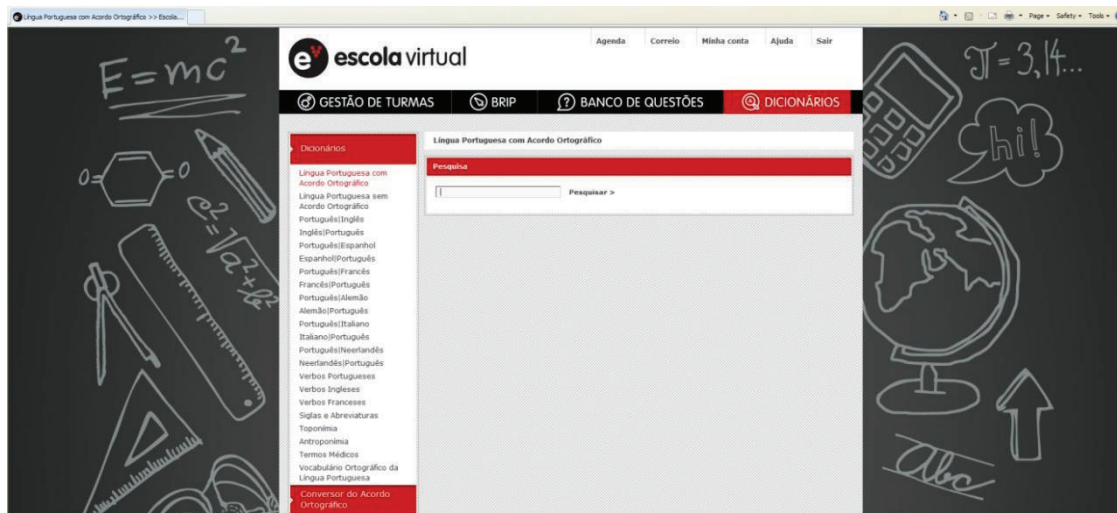 Língua Portuguesa com Acordo Ortográfico >> Escola...
Page
Safety
Tools
Agenda Correio Minha conta Ajuda Sair
ev escola virtual
GESTÃO DE TURMAS BRIP BANCO DE QUESTÕES DICIONÁRIOS
Dicionários
Língua Portuguesa com
Acordo Ortográfico
Língua Portuguesa sem
Acordo Ortográfico
Português|Inglês
Inglês|Português
Português|Espanhol
Espanhol|Português
Português|Francês
Francês|Português
Português|Alemão
Alemão|Português
Português|Italiano
Italiano|Português
Português|Neerlandês
Neerlandês|Português
Verbos Portugueses
Verbos Ingleses
Verbos Franceses
Siglas e Abreviaturas
Toponímia
Antroponímia
Termos Médicos
Vocabulário Ortográfico da
Língua Portuguesa
Conversor do Acordo
Ortográfico
Língua Portuguesa com Acordo Ortográfico
Pesquisa
Pesquisar >
E=mc²
O= =O
c²=√a²+b²
π=3,14...
hi!
Abc